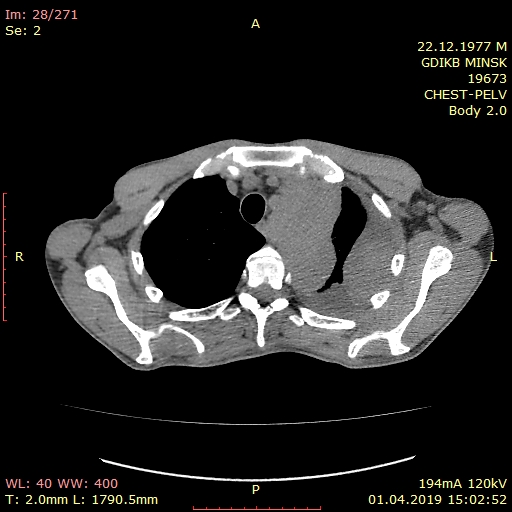 Im: 28/271
Se: 2
A
22.12.1977 M
GDIKB MINSK
19673
CHEST-PELV
Body 2.0
R
L
WL: 40 WW: 400
T: 2.0mm L: 1790.5mm
P
194mA 120kV
01.04.2019 15:02:52